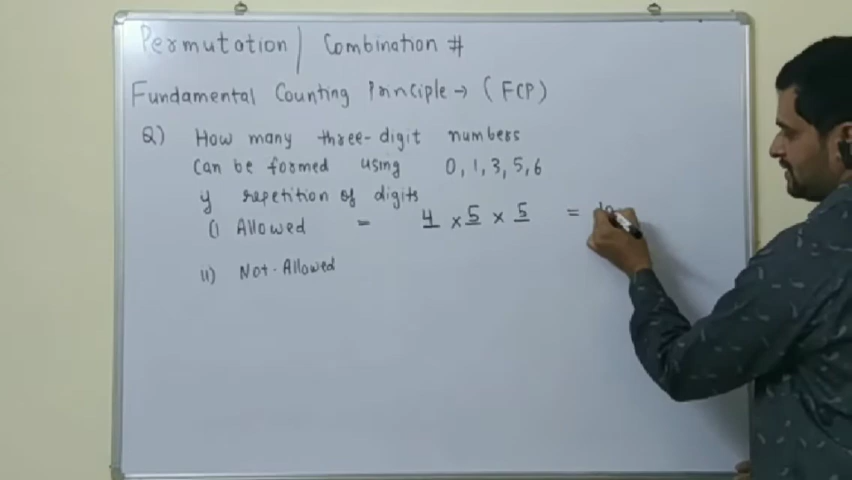 Permutation / Combination #
Fundamental Counting Principle → (FCP)
Q) How many three-digit numbers
Can be formed using 0, 1, 3, 5, 6
if repetition of digits
(i Allowed = 4 × 5 × 5 = 10
ii) Not-Allowed